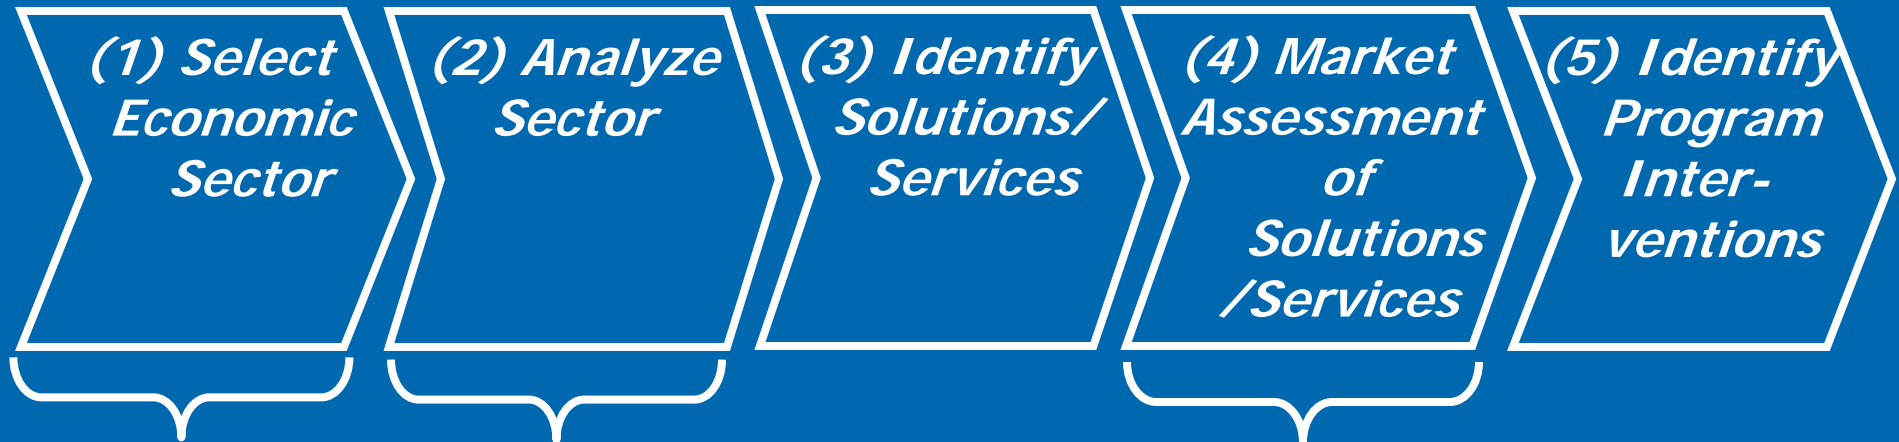 (1) Select
Economic
Sector
(2) Analyze
Sector
(3) Identify
Solutions/
Services
(4) Market
Assessment
of
Solutions
/Services
(5) Identify
Program
Inter-
ventions